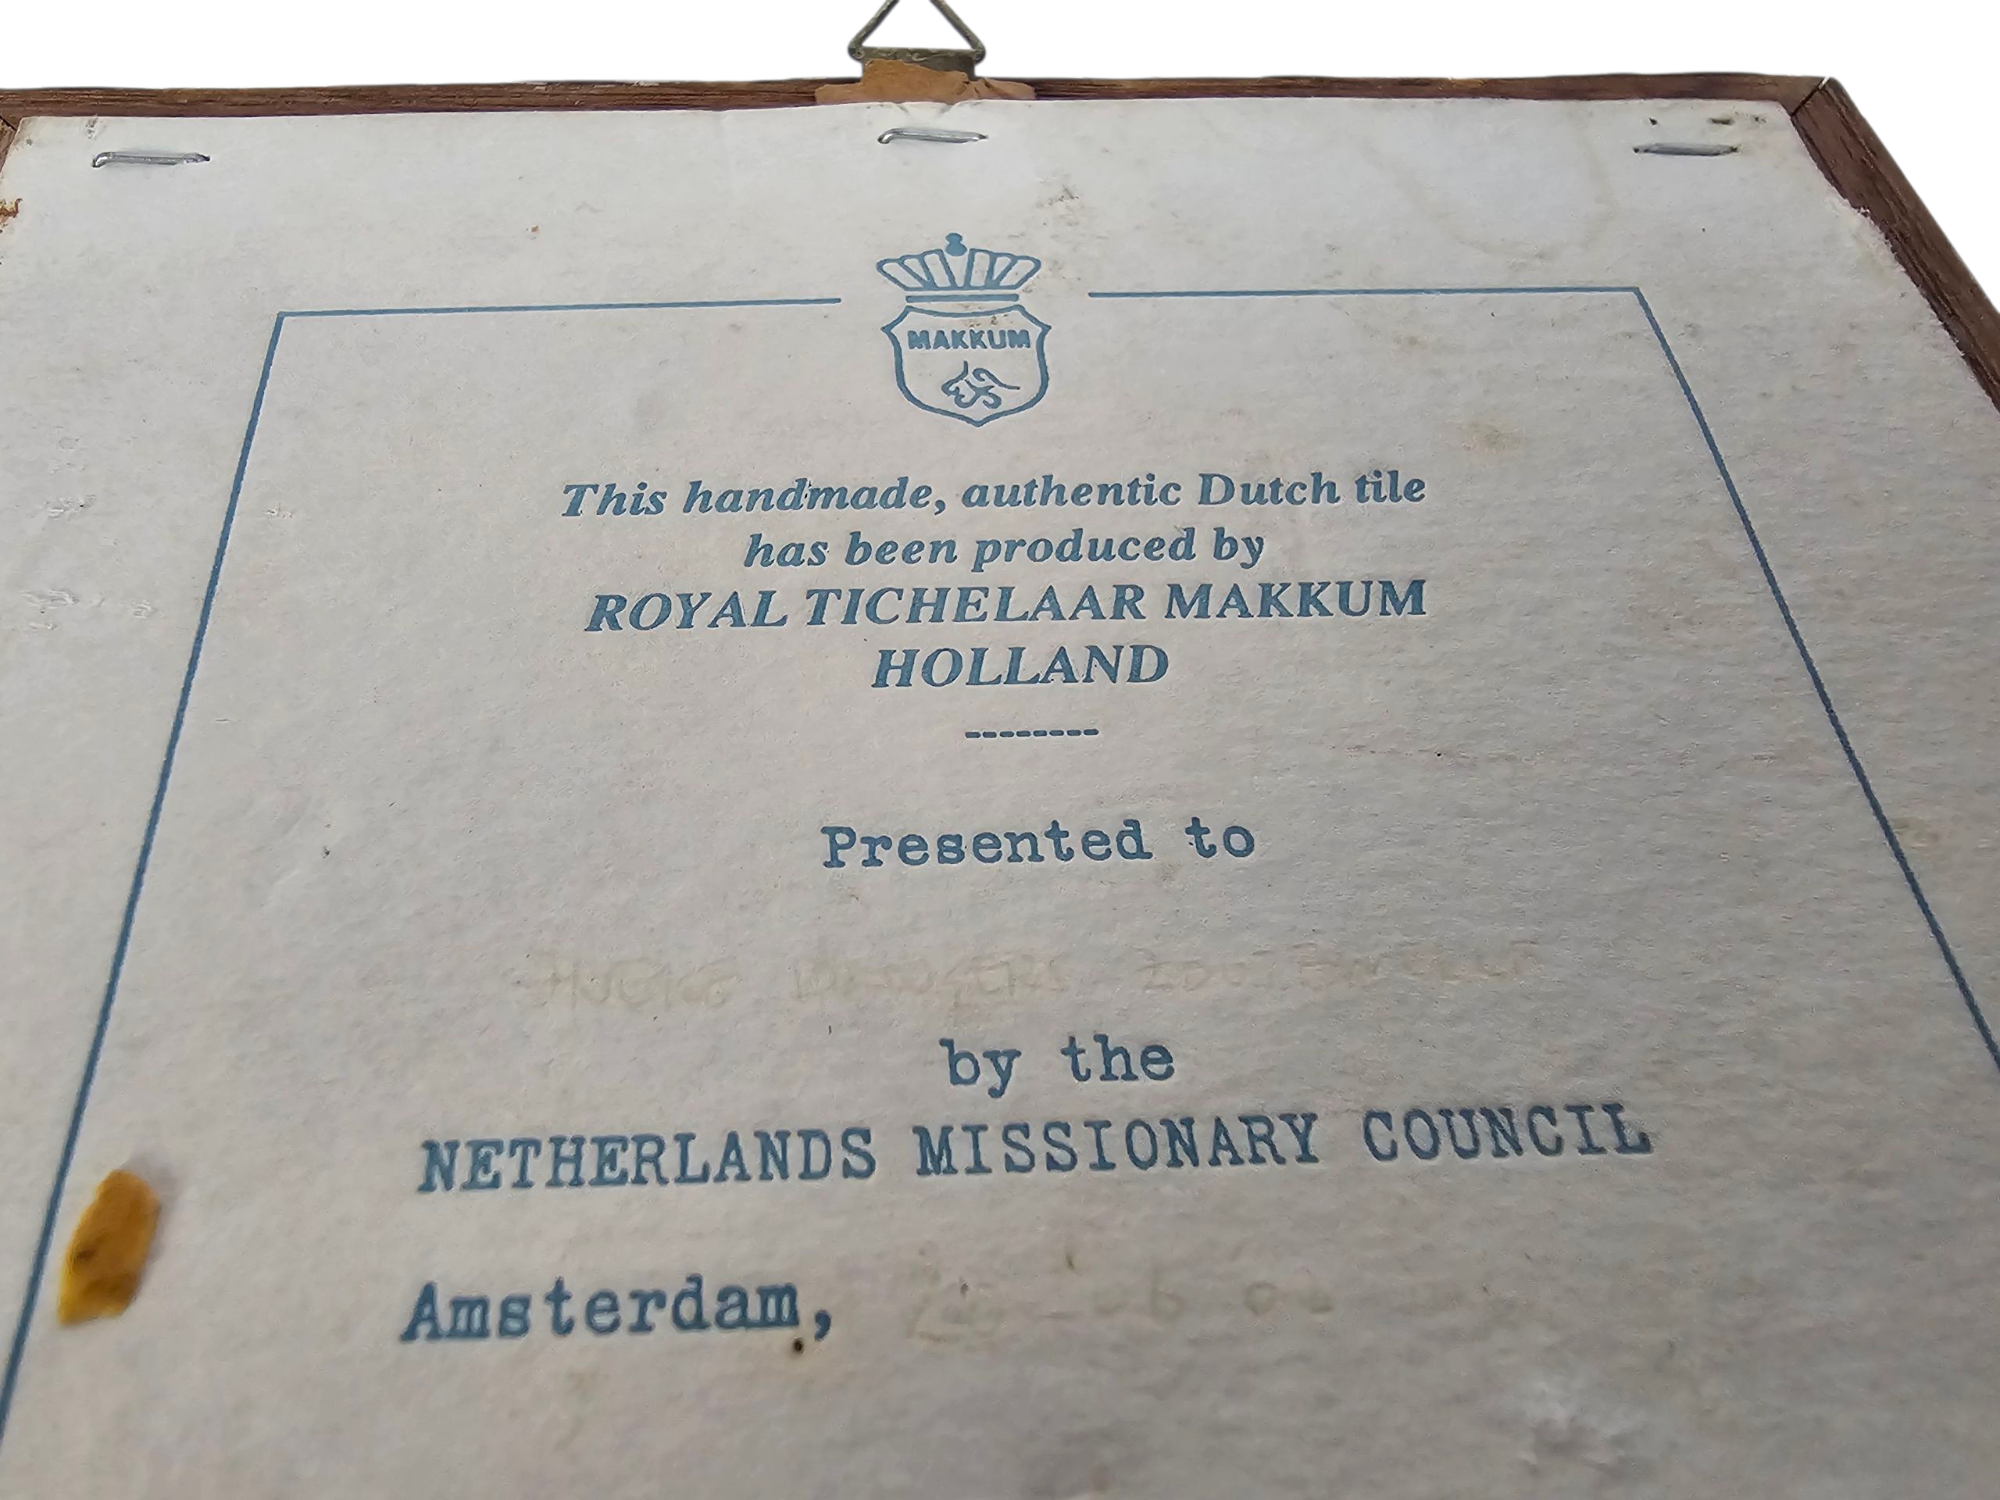 MAKKUM
This handmade, authentic Dutch tile
has been produced by
ROYAL TICHELAAR MAKKUM
HOLLAND
--------
Presented to
by the
NETHERLANDS MISSIONARY COUNCIL
Amsterdam,